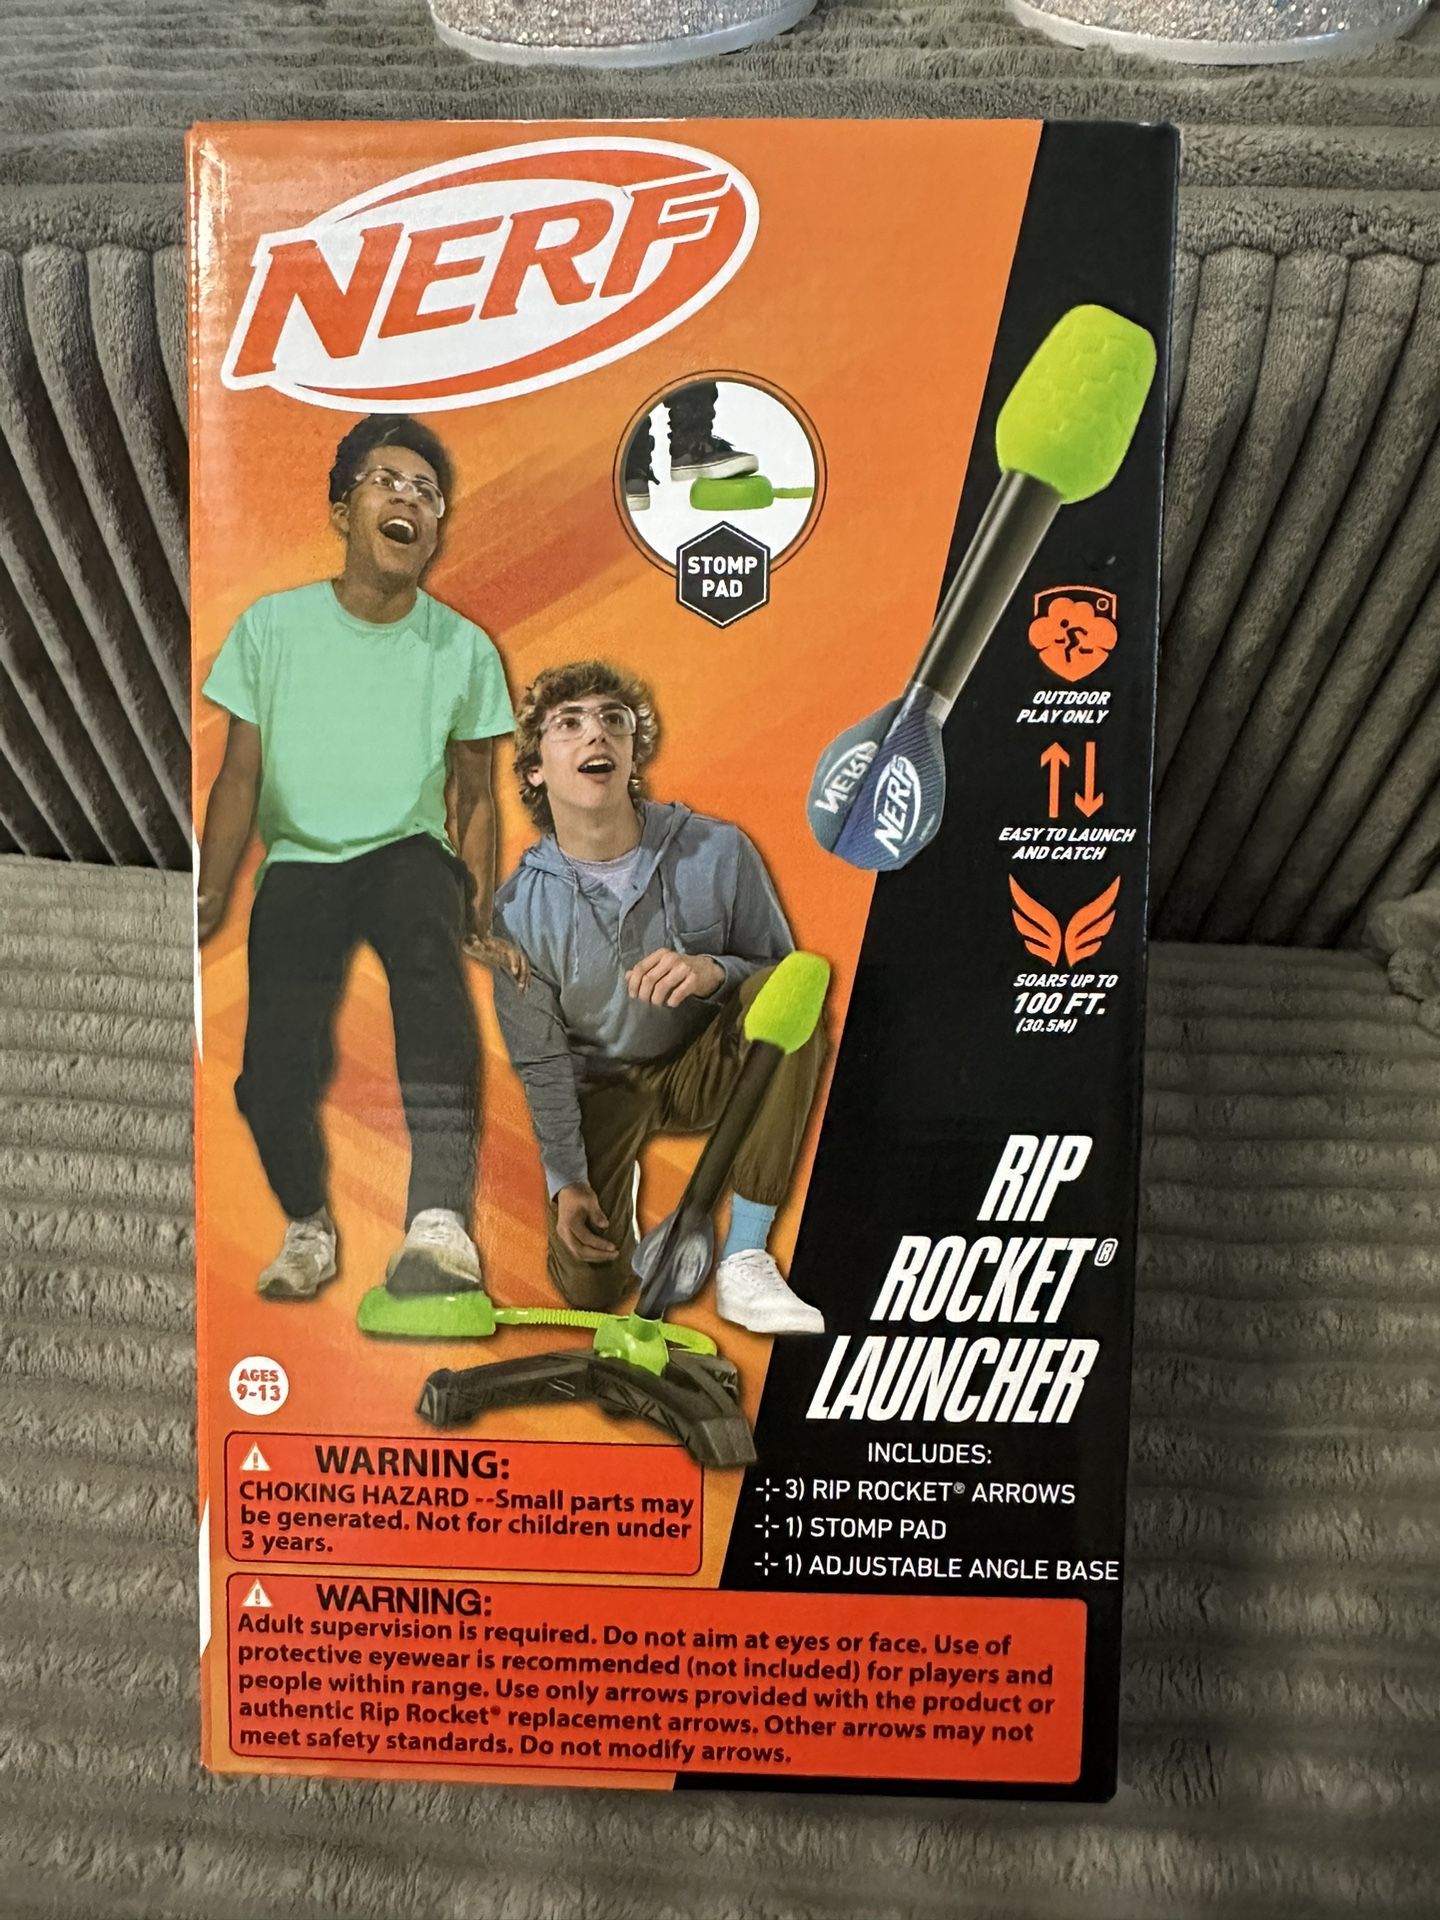 NERF
STOMP
PAD
NERF
NERF
OUTDOOR
PLAY ONLY
EASY TO LAUNCH
AND CATCH
SOARS UP TO
100 FT.
(30.5M)
RIP
ROCKET®
LAUNCHER
INCLUDES:
3) RIP ROCKET® ARROWS
1) STOMP PAD
1) ADJUSTABLE ANGLE BASE
AGES
9-13
WARNING:
CHOKING HAZARD --Small parts may
be generated. Not for children under
3 years.
WARNING:
Adult supervision is required. Do not aim at eyes or face. Use of
protective eyewear is recommended (not included) for players and
people within range. Use only arrows provided with the product or
authentic Rip Rocket® replacement arrows. Other arrows may not
meet safety standards. Do not modify arrows.